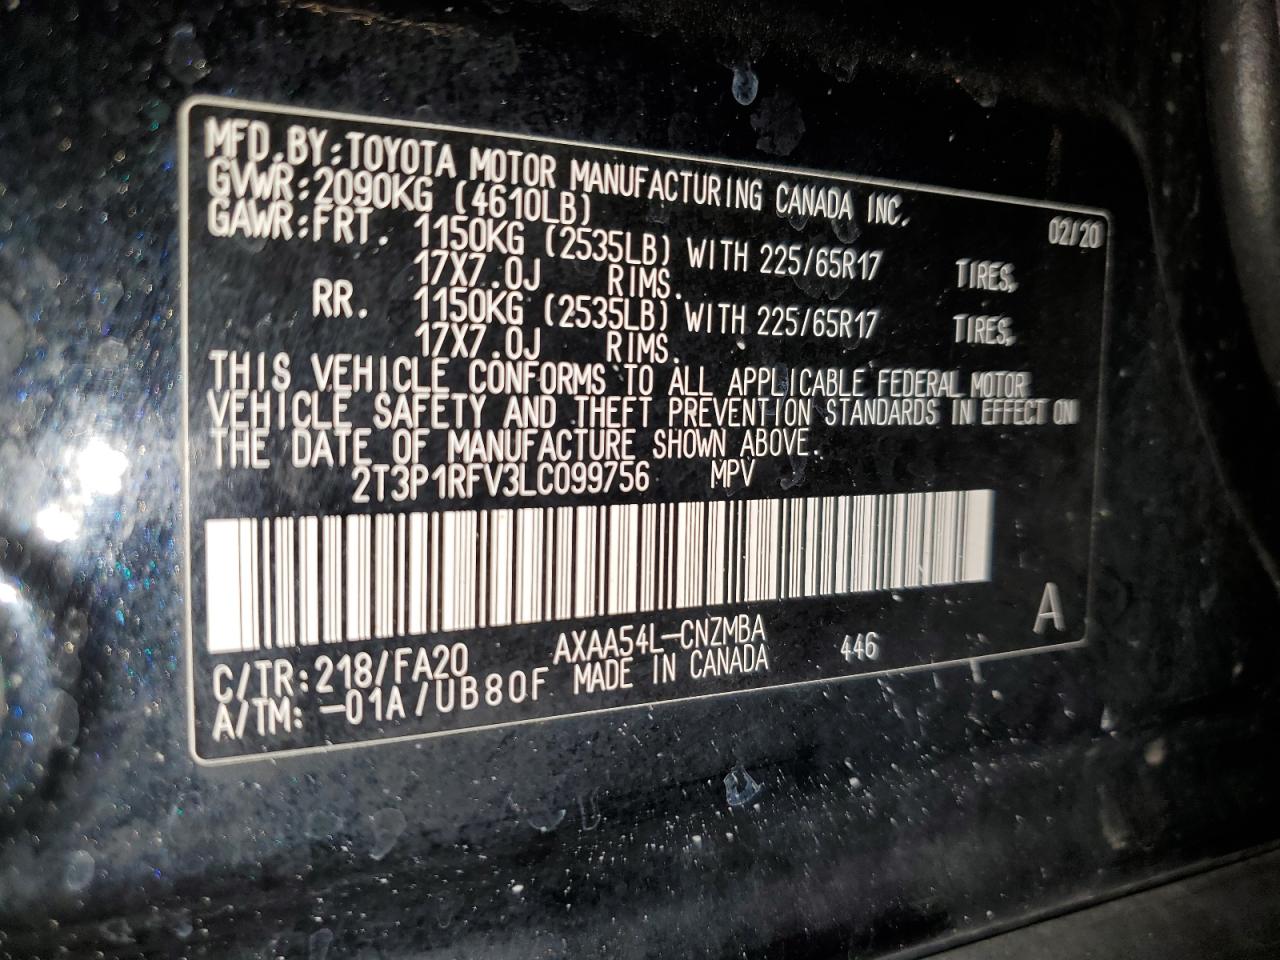 MFD.BY:TOYOTA MOTOR MANUFACTURING CANADA INC. 02/20
GVWR:2090KG (4610LB)
GAWR:FRT. 1150KG (2535LB) WITH 225/65R17 TIRES,
17X7.0J RIMS.
RR. 1150KG (2535LB) WITH 225/65R17 TIRES,
17X7.0J RIMS.
THIS VEHICLE CONFORMS TO ALL APPLICABLE FEDERAL MOTOR
VEHICLE SAFETY AND THEFT PREVENTION STANDARDS IN EFFECT ON
THE DATE OF MANUFACTURE SHOWN ABOVE.
2T3P1RFV3LC099756 MPV
A
C/TR:218/FA20 AXAA54L-CNZMBA 446
A/TM: -01A/UB80F MADE IN CANADA